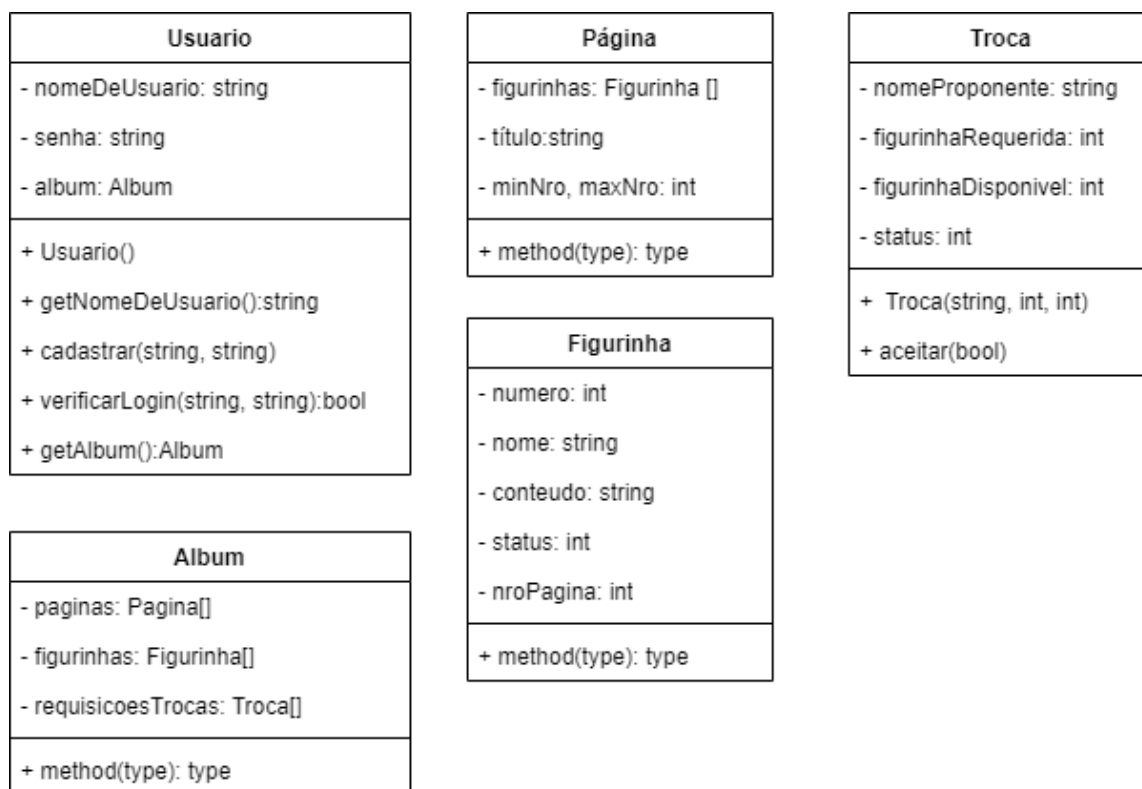 Usuario
- nomeDeUsuario: string
- senha: string
- album: Album
+ Usuario()
+ getNomeDeUsuario():string
+ cadastrar(string, string)
+ verificarLogin(string, string):bool
+ getAlbum():Album
Album
- paginas: Pagina[]
- figurinhas: Figurinha[]
- requisicoesTrocas: Troca[]
+ method(type): type
Página
- figurinhas: Figurinha []
- título:string
- minNro, maxNro: int
+ method(type): type
Figurinha
- numero: int
- nome: string
- conteudo: string
- status: int
- nroPagina: int
+ method(type): type
Troca
- nomeProponente: string
- figurinhaRequerida: int
- figurinhaDisponivel: int
- status: int
+ Troca(string, int, int)
+ aceitar(bool)